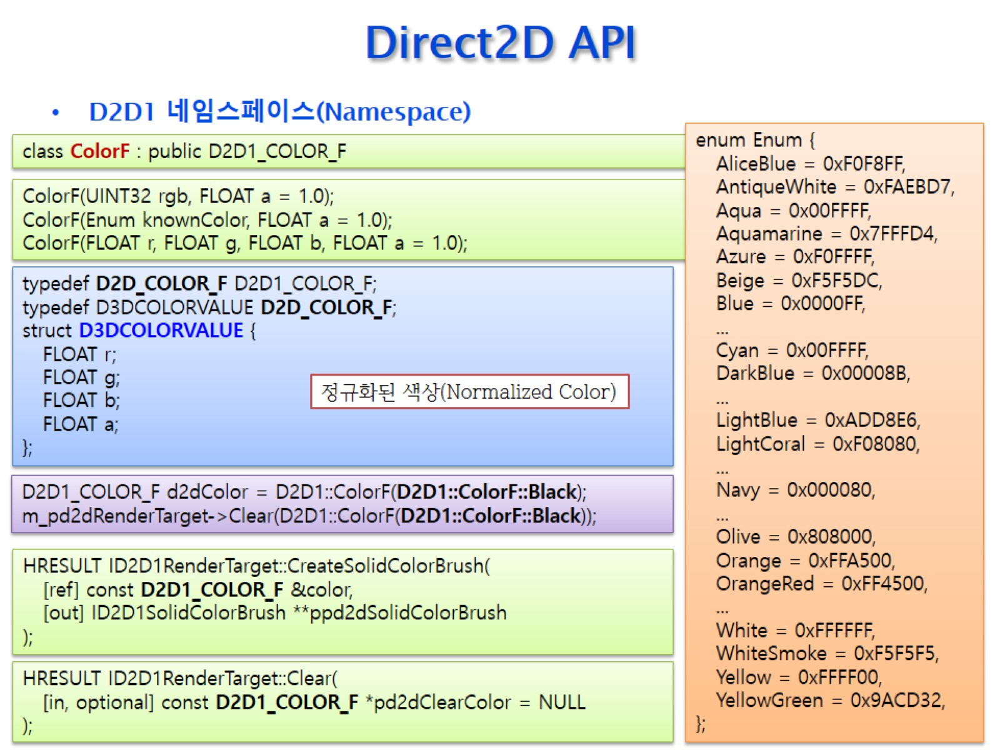 Direct2D API
• D2D1 네임스페이스(Namespace)
class ColorF : public D2D1_COLOR_F
ColorF(UINT32 rgb, FLOAT a = 1.0);
ColorF(Enum knownColor, FLOAT a = 1.0);
ColorF(FLOAT r, FLOAT g, FLOAT b, FLOAT a = 1.0);
typedef D2D_COLOR_F D2D1_COLOR_F;
typedef D3DCOLORVALUE D2D_COLOR_F;
struct D3DCOLORVALUE {
FLOAT r;
FLOAT g;
FLOAT b;
FLOAT a;
};
정규화된 색상(Normalized Color)
D2D1_COLOR_F d2dColor = D2D1::ColorF(D2D1::ColorF::Black);
m_pd2dRenderTarget->Clear(D2D1::ColorF(D2D1::ColorF::Black));
HRESULT ID2D1RenderTarget::CreateSolidColorBrush(
[ref] const D2D1_COLOR_F &color,
[out] ID2D1SolidColorBrush **ppd2dSolidColorBrush
);
HRESULT ID2D1RenderTarget::Clear(
[in, optional] const D2D1_COLOR_F *pd2dClearColor = NULL
);
enum Enum {
AliceBlue = 0xF0F8FF,
AntiqueWhite = 0xFAEBD7,
Aqua = 0x00FFFF,
Aquamarine = 0x7FFFD4,
Azure = 0xF0FFFF,
Beige = 0xF5F5DC,
Blue = 0x0000FF,
...
Cyan = 0x00FFFF,
DarkBlue = 0x00008B,
...
LightBlue = 0xADD8E6,
LightCoral = 0xF08080,
...
Navy = 0x000080,
...
Olive = 0x808000,
Orange = 0xFFA500,
OrangeRed = 0xFF4500,
...
White = 0xFFFFFF,
WhiteSmoke = 0xF5F5F5,
Yellow = 0xFFFF00,
YellowGreen = 0x9ACD32,
};